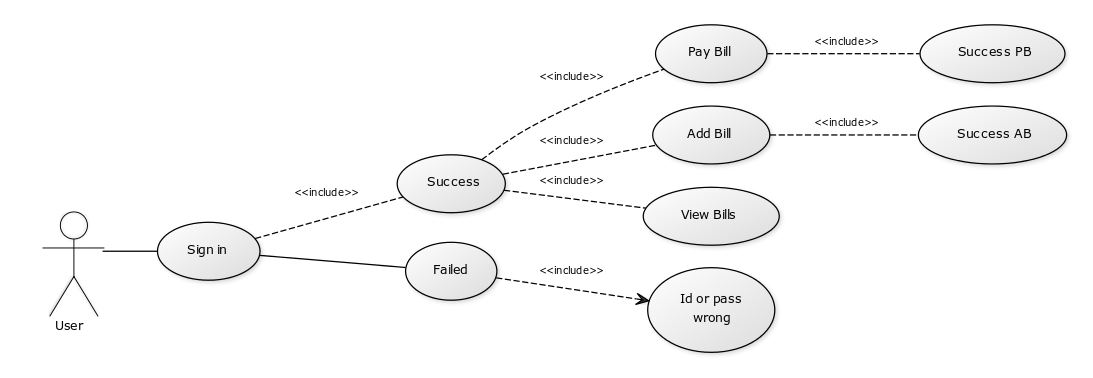 Pay Bill
<<include>>
Success PB
<<include>>
Add Bill
<<include>>
Success AB
<<include>>
Success
<<include>>
View Bills
<<include>>
Sign in
Failed
<<include>>
Id or pass
wrong
User